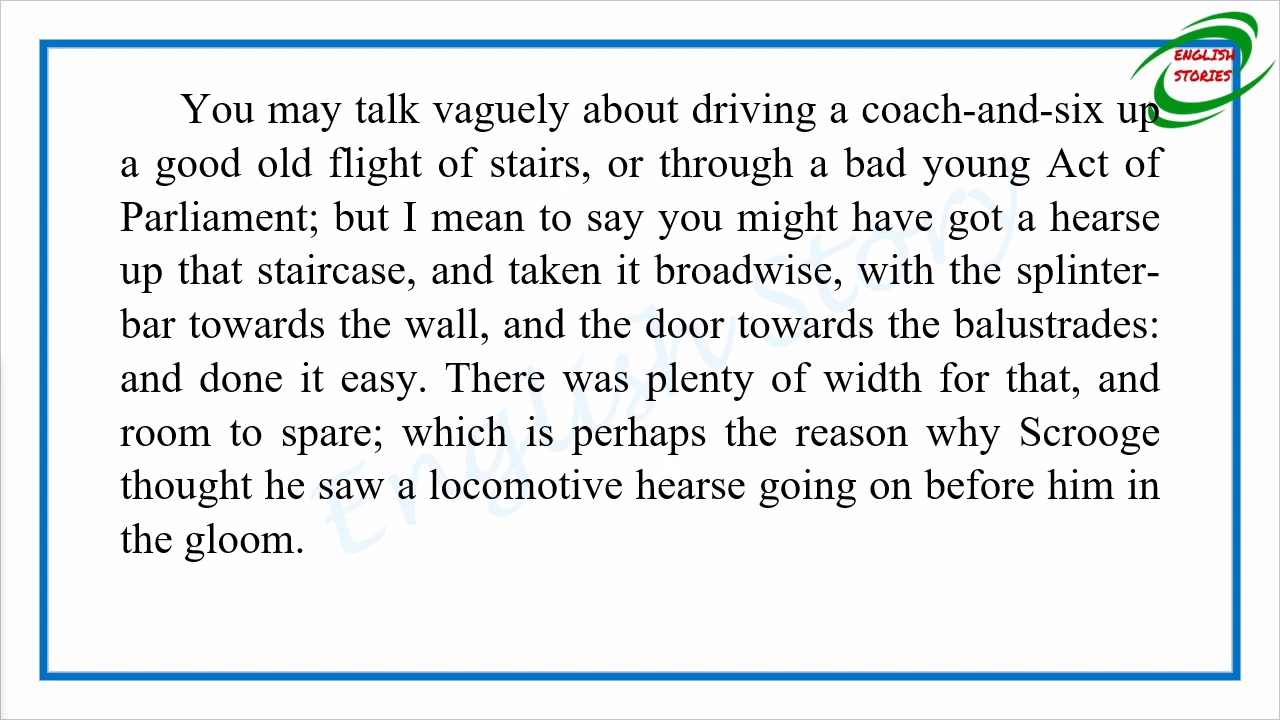 ENGLISH
STORIES
You may talk vaguely about driving a coach-and-six up
a good old flight of stairs, or through a bad young Act of
Parliament; but I mean to say you might have got a hearse
up that staircase, and taken it broadwise, with the splinter-
bar towards the wall, and the door towards the balustrades:
and done it easy. There was plenty of width for that, and
room to spare; which is perhaps the reason why Scrooge
thought he saw a locomotive hearse going on before him in
the gloom.
English Story